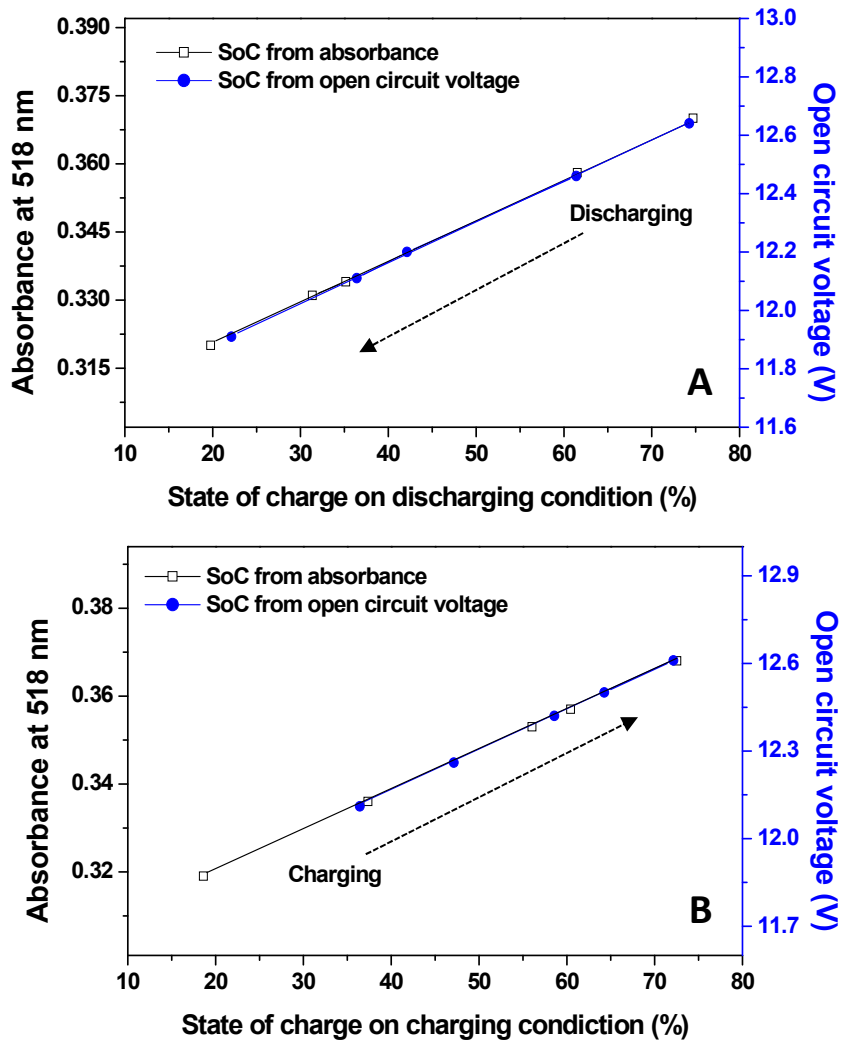 SoC from absorbance
SoC from open circuit voltage
Absorbance at 518 nm
0.390
0.375
0.360
0.345
0.330
0.315
Open circuit voltage (V)
13.0
12.8
12.6
12.4
12.2
12.0
11.8
11.6
Discharging
A
10 20 30 40 50 60 70 80
State of charge on discharging condition (%)
SoC from absorbance
SoC from open circuit voltage
Absorbance at 518 nm
0.38
0.36
0.34
0.32
Open circuit voltage (V)
12.9
12.6
12.3
12.0
11.7
Charging
B
10 20 30 40 50 60 70 80
State of charge on charging condiction (%)